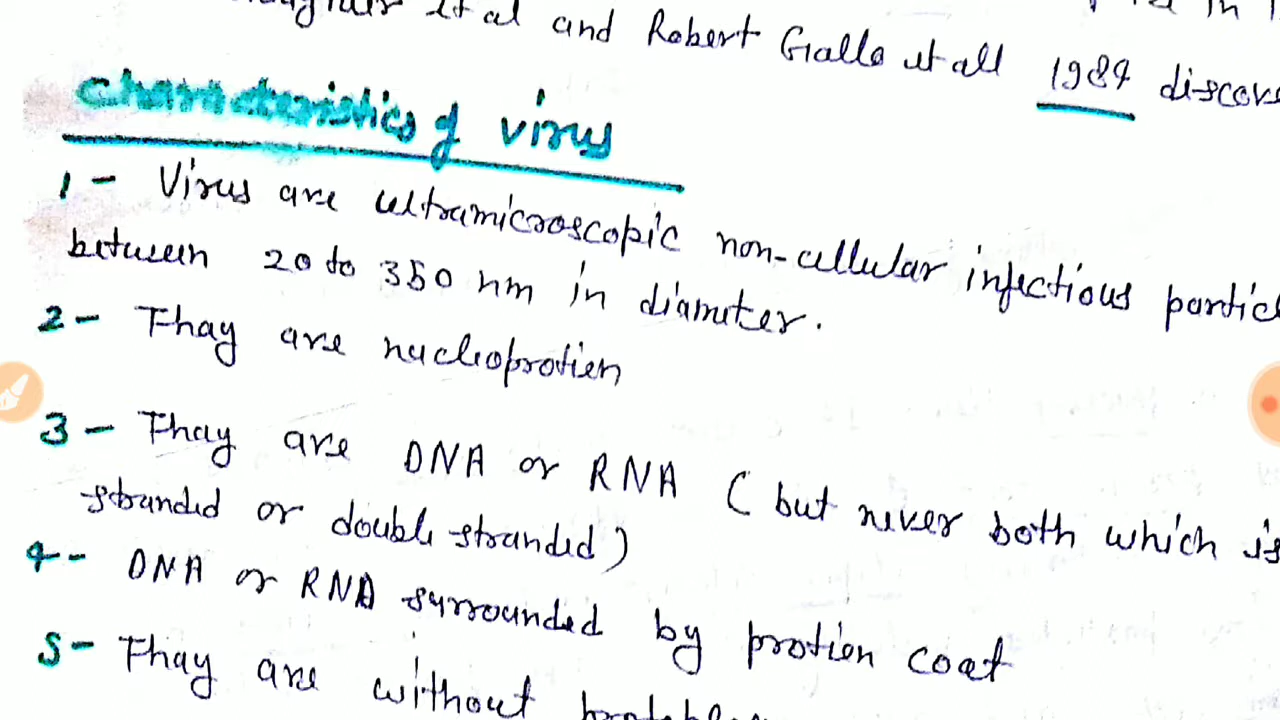 et al and Robert Gallo et all 1984 discove
characteristics of virus
1- Virus are ultramicroscopic non-cellular infectious partic
between 20 to 350 nm in diameter.
2- Thay are nucleoprotien
3- Thay are DNA or RNA ( but never both which is
stranded or double stranded)
4- DNA or RNA surrounded by protien coat
5- Thay are without